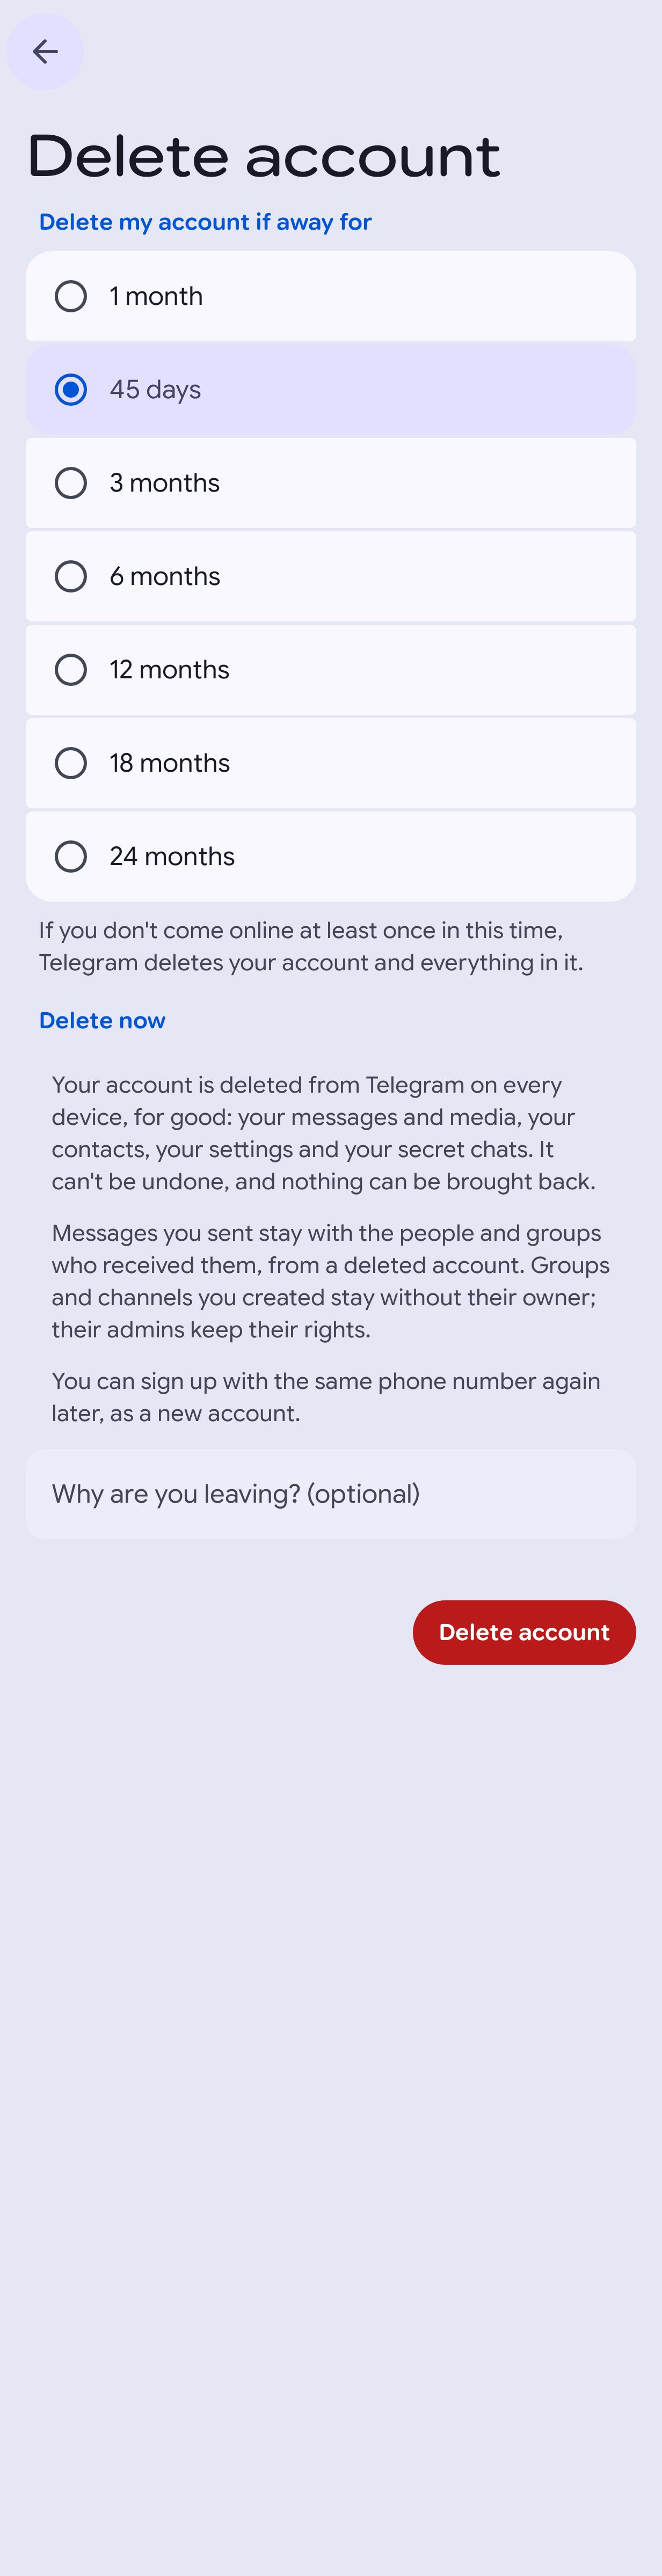 Delete account
Delete my account if away for
1 month
45 days
3 months
6 months
12 months
18 months
24 months
If you don't come online at least once in this time,
Telegram deletes your account and everything in it.
Delete now
Your account is deleted from Telegram on every
device, for good: your messages and media, your
contacts, your settings and your secret chats. It
can't be undone, and nothing can be brought back.
Messages you sent stay with the people and groups
who received them, from a deleted account. Groups
and channels you created stay without their owner;
their admins keep their rights.
You can sign up with the same phone number again
later, as a new account.
Why are you leaving? (optional)
Delete account